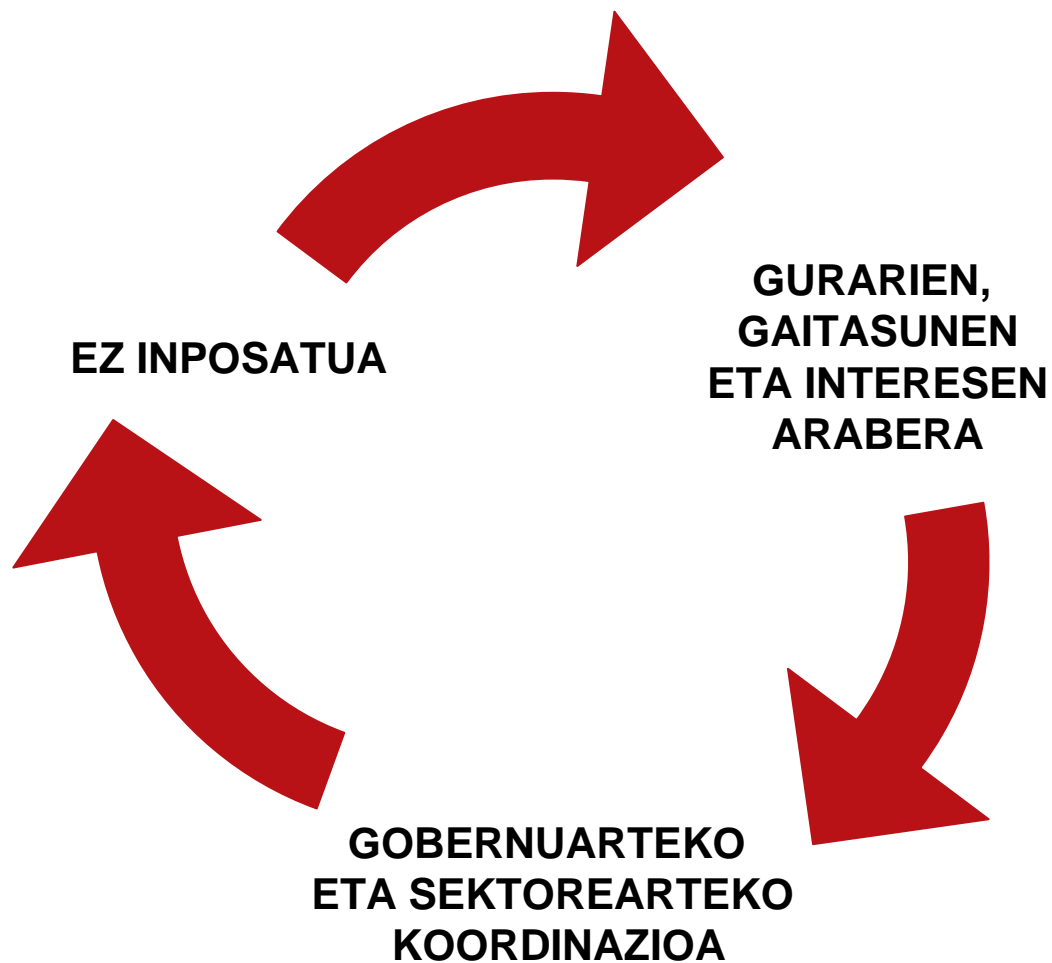 EZ INPOSATUA
GURARIEN,
GAITASUNEN
ETA INTERESEN
ARABERA
GOBERNUARTEKO
ETA SEKTOREARTEKO
KOORDINAZIOA